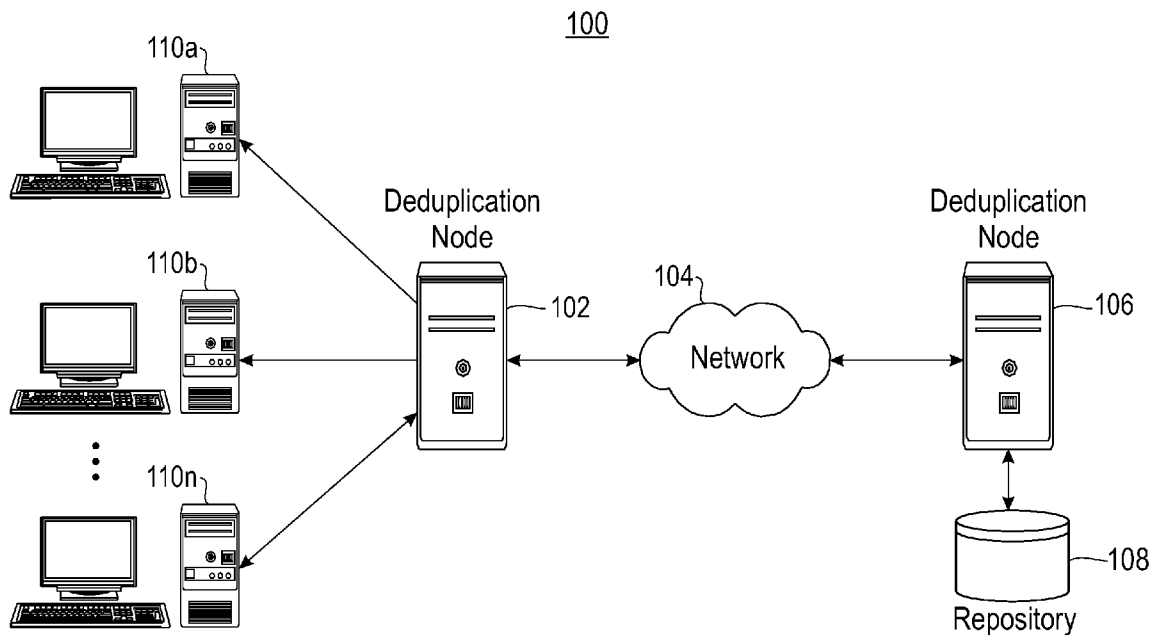 100
110a
Deduplication
Node
102
110b
104
Network
Deduplication
Node
106
110n
108
Repository